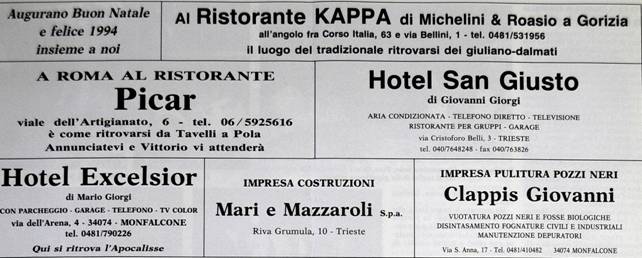 Augurano Buon Natale
e felice 1994
insieme a noi
Al Ristorante KAPPA di Michelini & Roasio a Gorizia
all'angolo fra Corso Italia, 63 e via Bellini, 1 - tel. 0481/531956
il luogo del tradizionale ritrovarsi dei giuliano-dalmati
A ROMA AL RISTORANTE
Picar
viale dell'Artigianato, 6 - tel. 06/5925616
è come ritrovarsi da Tavelli a Pola
Annunciatevi e Vittorio vi attenderà
Hotel San Giusto
di Giovanni Giorgi
ARIA CONDIZIONATA - TELEFONO DIRETTO - TELEVISIONE
RISTORANTE PER GRUPPI - GARAGE
via Cristoforo Belli, 3 - TRIESTE
tel. 040/7648248 - fax 040/763826
Hotel Excelsior
di Mario Giorgi
CON PARCHEGGIO - GARAGE - TELEFONO - TV COLOR
via dell'Arena, 4 - 34074 - MONFALCONE
tel. 0481/790226
Qui si ritrova l'Apocalisse
IMPRESA COSTRUZIONI
Mari e Mazzaroli S.p.a.
Riva Grumula, 10 - Trieste
IMPRESA PULITURA POZZI NERI
Clappis Giovanni
VUOTATURA POZZI NERI E FOSSE BIOLOGICHE
DISINTASAMENTO FOGNATURE CIVILI E INDUSTRIALI
MANUTENZIONE DEPURATORI
Via S. Anna, 17 - Tel. 0481/410482 34074 MONFALCONE